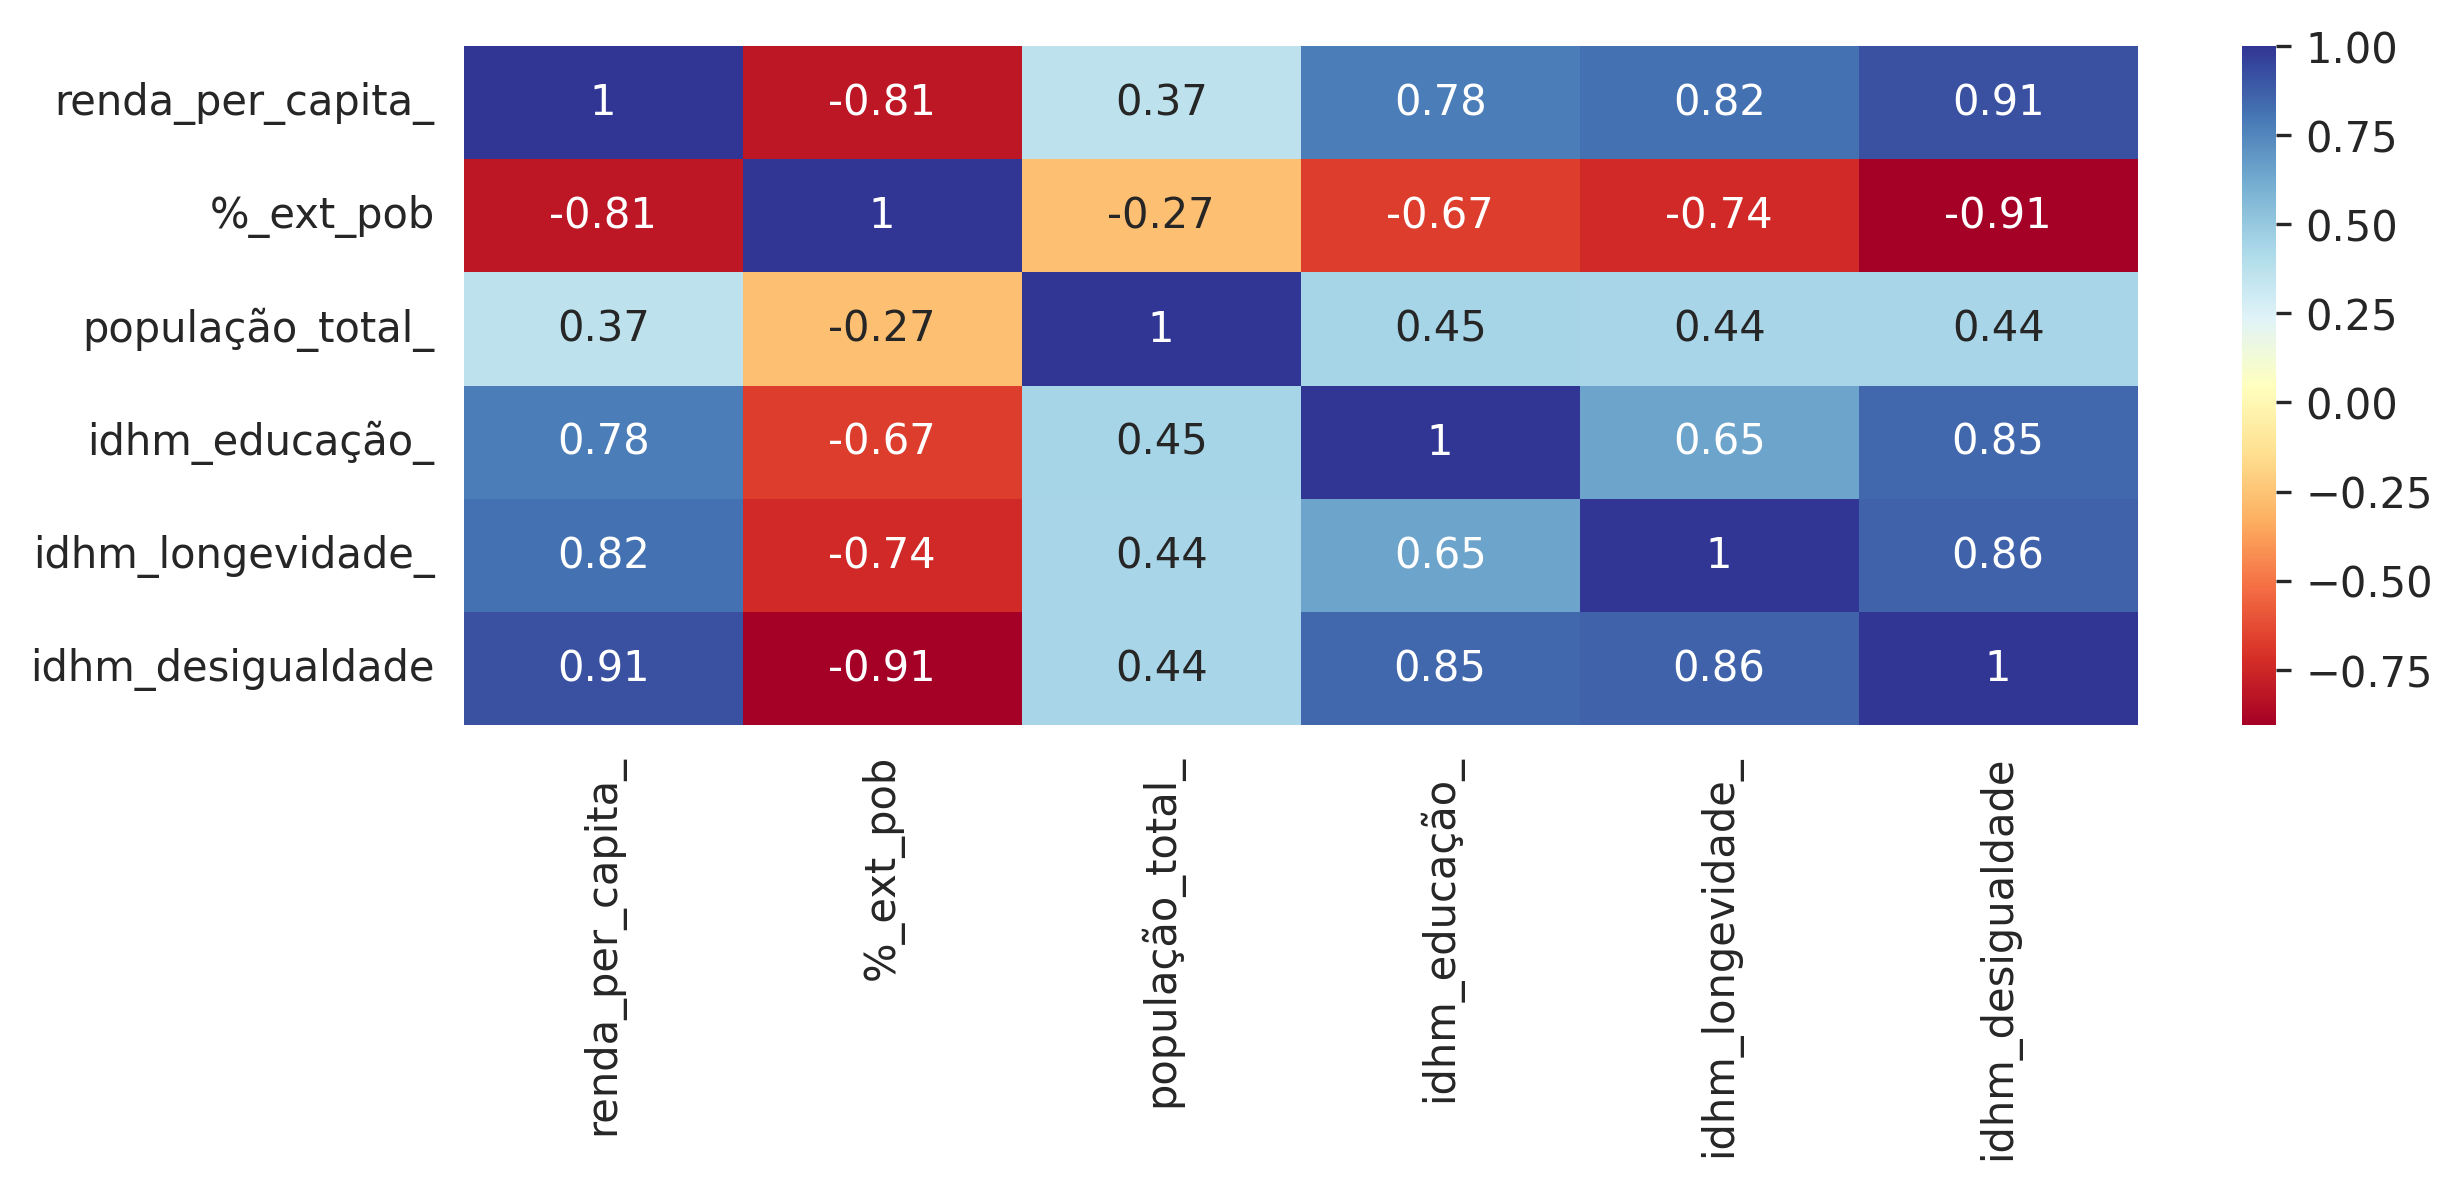 renda_per_capita_ 1 -0.81 0.37 0.78 0.82 0.91
%_ext_pob -0.81 1 -0.27 -0.67 -0.74 -0.91
população_total_ 0.37 -0.27 1 0.45 0.44 0.44
idhm_educação_ 0.78 -0.67 0.45 1 0.65 0.85
idhm_longevidade_ 0.82 -0.74 0.44 0.65 1 0.86
idhm_desigualdade 0.91 -0.91 0.44 0.85 0.86 1
renda_per_capita_
%_ext_pob
população_total_
idhm_educação_
idhm_longevidade_
idhm_desigualdade
1.00
0.75
0.50
0.25
0.00
−0.25
−0.50
−0.75